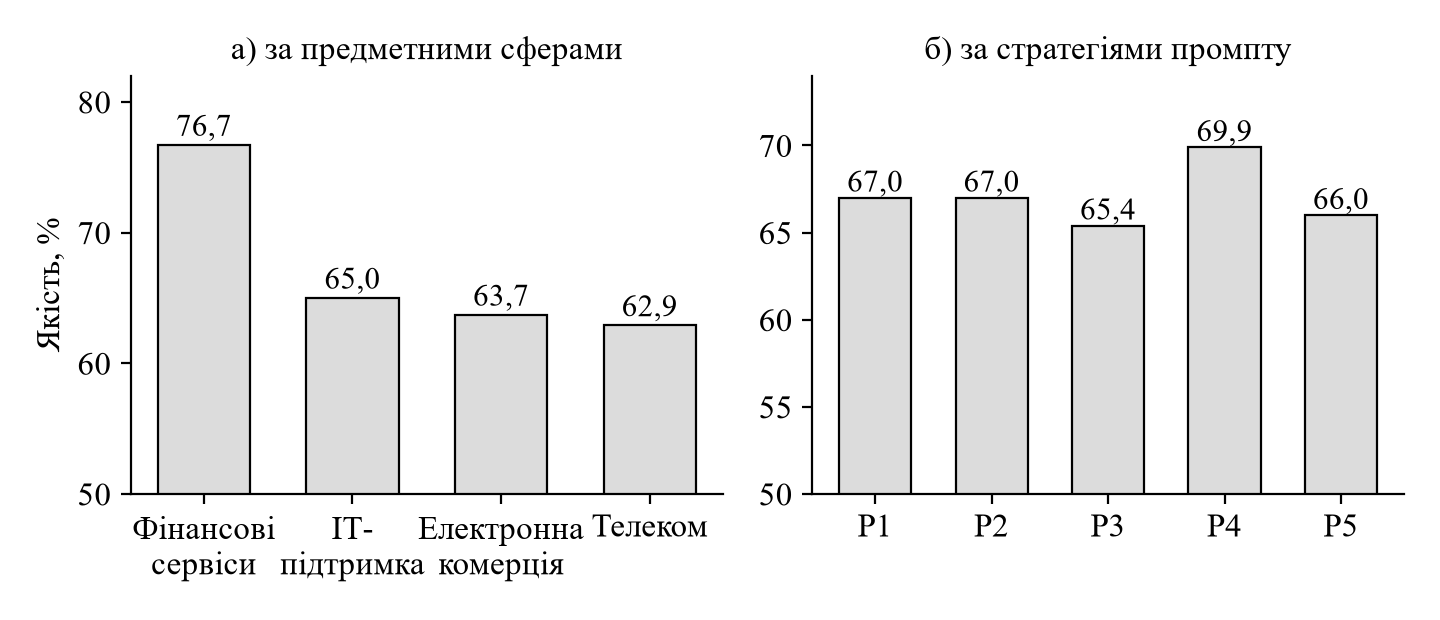 а) за предметними сферами
Якість, %
80
70
60
50
76,7
65,0
63,7
62,9
Фінансові
сервіси
ІТ-
підтримка
Електронна
комерція
Телеком
б) за стратегіями промпту
70
65
60
55
50
67,0
67,0
65,4
69,9
66,0
P1
P2
P3
P4
P5